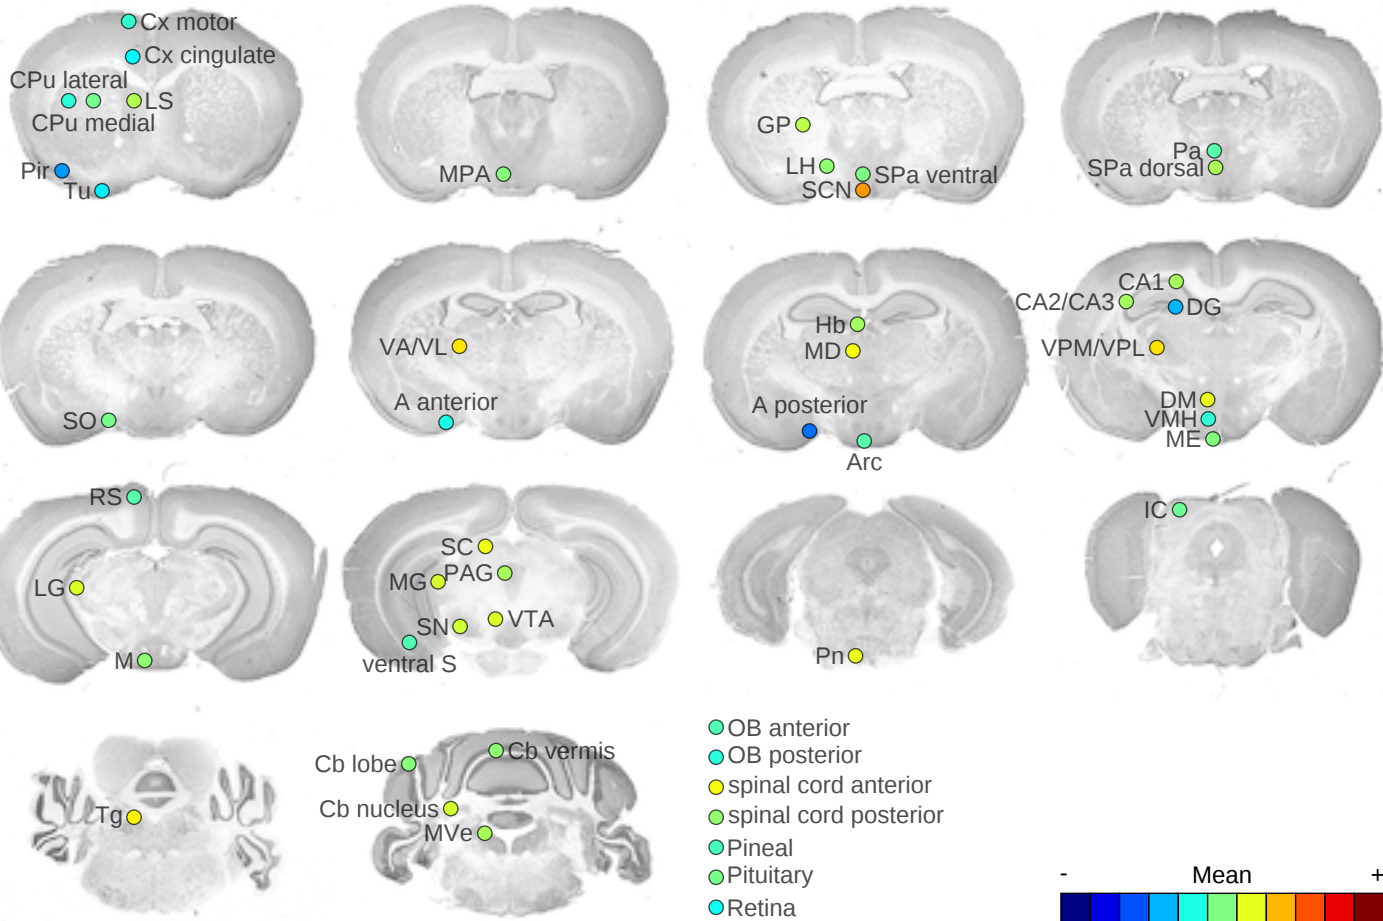 Cx motor
Cx cingulate
CPu lateral
LS
CPu medial
Pir
Tu
MPA
GP
LH
SPa ventral
SCN
Pa
SPa dorsal
SO
VA/VL
A anterior
Hb
MD
A posterior
Arc
CA1
CA2/CA3
DG
VPM/VPL
DM
VMH
ME
RS
LG
M
SC
PAG
MG
VTA
SN
ventral S
Pn
IC
Tg
Cb vermis
Cb lobe
Cb nucleus
MVe
OB anterior
OB posterior
spinal cord anterior
spinal cord posterior
Pineal
Pituitary
Retina
- Mean +